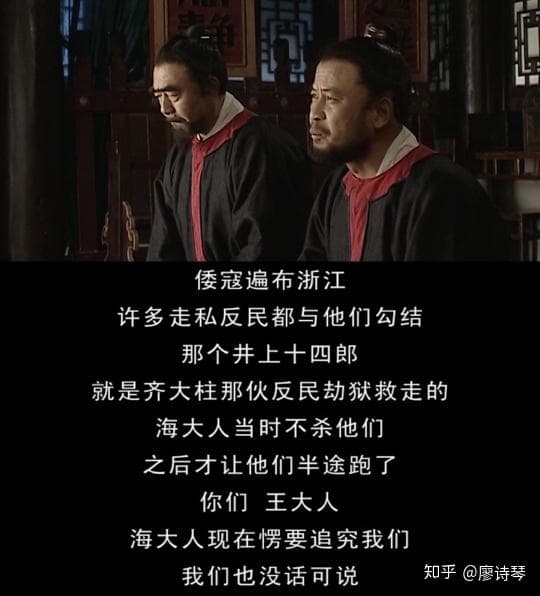 静
倭寇遍布浙江
许多走私反民都与他们勾结
那个井上十四郎
就是齐大柱那伙反民劫狱救走的
海大人当时不杀他们
之后才让他们半途跑了
你们 王大人
海大人现在愣要追究我们
我们也没话可说
知乎 @廖诗琴